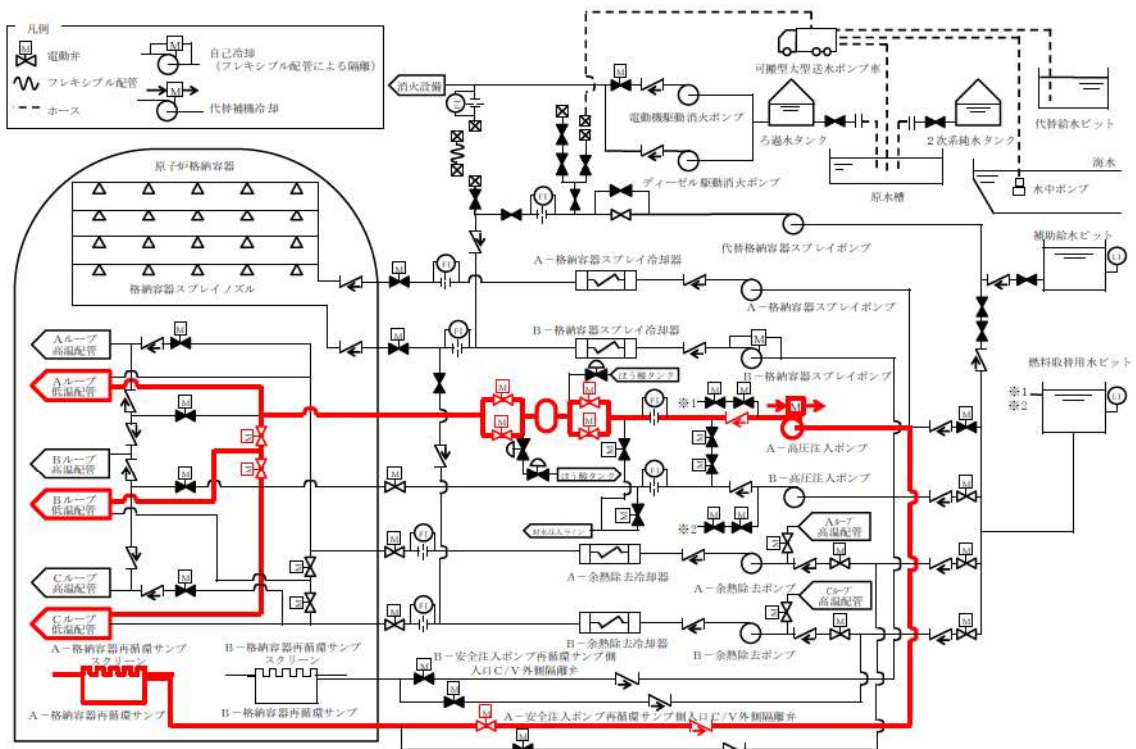 凡例
M
電動弁
フレキシブル配管
ホース
M
自己冷却
(フレキシブル配管による隔離)
M
代替補機冷却
消火設備
電動機駆動消火ポンプ
ディーゼル駆動消火ポンプ
可搬型大型送水ポンプ車
ろ過水タンク
2次系純水タンク
代替給水ピット
原水槽
海水
水中ポンプ
FI
代替格納容器スプレイポンプ
補助給水ピット
LI
原子炉格納容器
格納容器スプレイノズル
M
FI
A-格納容器スプレイ冷却器
A-格納容器スプレイポンプ
M
FI
B-格納容器スプレイ冷却器
M
B-格納容器スプレイポンプ
燃料取替用水ピット
※1
※2
LI
Aループ
高温配管
M
Aループ
低温配管
ほう酸タンク
※1
M
M
FI
M
A-高圧注入ポンプ
Bループ
高温配管
Bループ
低温配管
ほう酸タンク
FI
B-高圧注入ポンプ
封水注入ライン
※2
M
M
Aループ
高温配管
M
FI
A-余熱除去冷却器
A-余熱除去ポンプ
Cループ
高温配管
Cループ
高温配管
Cループ
低温配管
M
FI
B-余熱除去冷却器
B-余熱除去ポンプ
A-格納容器再循環サンプ
スクリーン
B-格納容器再循環サンプ
スクリーン
B-安全注入ポンプ再循環サンプ側
入口C/V外側隔離弁
A-格納容器再循環サンプ
B-格納容器再循環サンプ
A-安全注入ポンプ再循環サンプ側入口C/V外側隔離弁